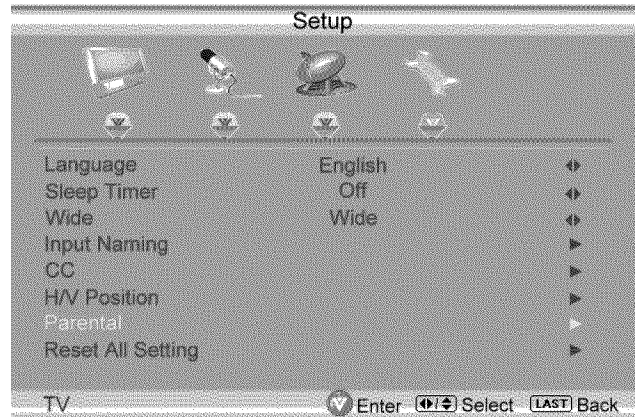 Setup
Language English
Sleep Timer Off
Wide Wide
Input Naming
CC
H/V Position
Parental
Reset All Setting
TV Enter Select LAST Back